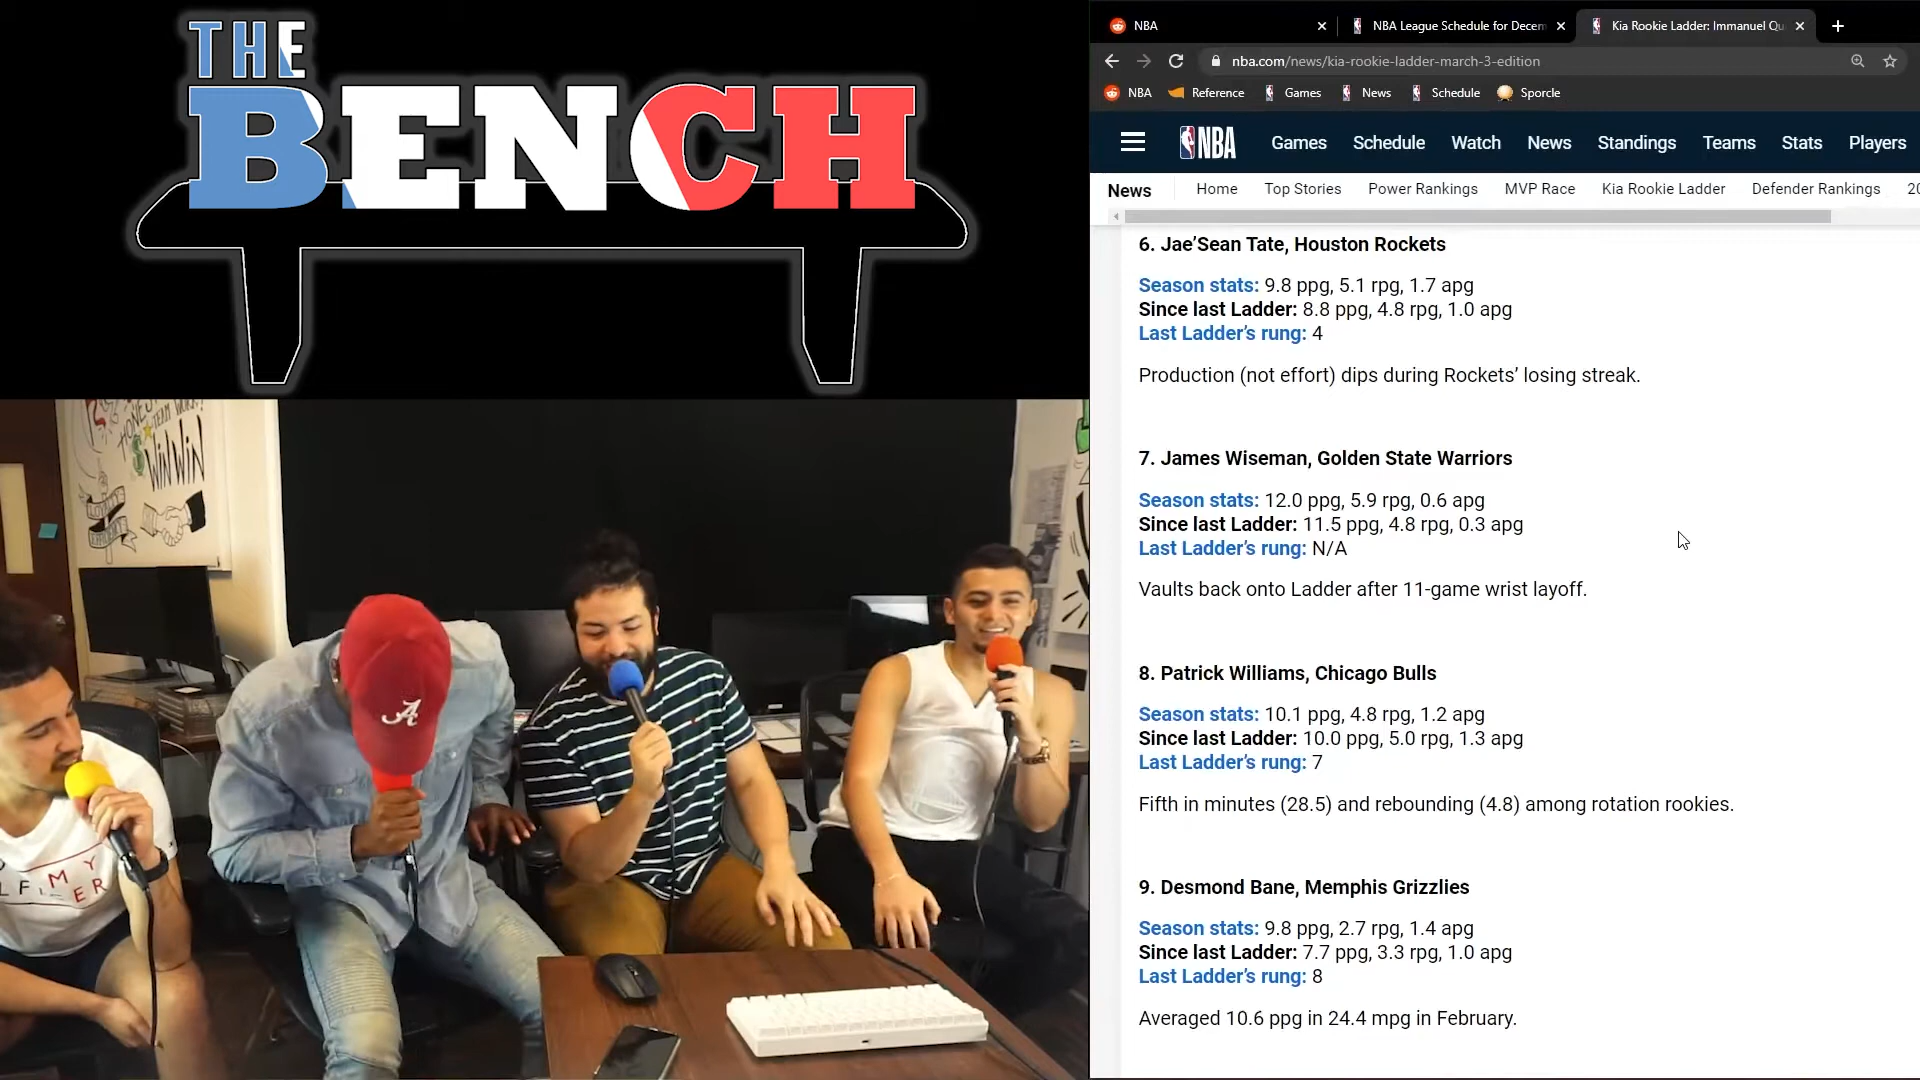 THE
BENCH
NBA
NBA League Schedule for Decem
Kia Rookie Ladder: Immanuel Qu
nba.com/news/kia-rookie-ladder-march-3-edition
NBA Reference Games News Schedule Sporcle
NBA Games Schedule Watch News Standings Teams Stats Players
News Home Top Stories Power Rankings MVP Race Kia Rookie Ladder Defender Rankings 20
6. Jae’Sean Tate, Houston Rockets
Season stats: 9.8 ppg, 5.1 rpg, 1.7 apg
Since last Ladder: 8.8 ppg, 4.8 rpg, 1.0 apg
Last Ladder’s rung: 4
Production (not effort) dips during Rockets’ losing streak.
7. James Wiseman, Golden State Warriors
Season stats: 12.0 ppg, 5.9 rpg, 0.6 apg
Since last Ladder: 11.5 ppg, 4.8 rpg, 0.3 apg
Last Ladder’s rung: N/A
Vaults back onto Ladder after 11-game wrist layoff.
8. Patrick Williams, Chicago Bulls
Season stats: 10.1 ppg, 4.8 rpg, 1.2 apg
Since last Ladder: 10.0 ppg, 5.0 rpg, 1.3 apg
Last Ladder’s rung: 7
Fifth in minutes (28.5) and rebounding (4.8) among rotation rookies.
9. Desmond Bane, Memphis Grizzlies
Season stats: 9.8 ppg, 2.7 rpg, 1.4 apg
Since last Ladder: 7.7 ppg, 3.3 rpg, 1.0 apg
Last Ladder’s rung: 8
Averaged 10.6 ppg in 24.4 mpg in February.
WIN WIN
A
MY